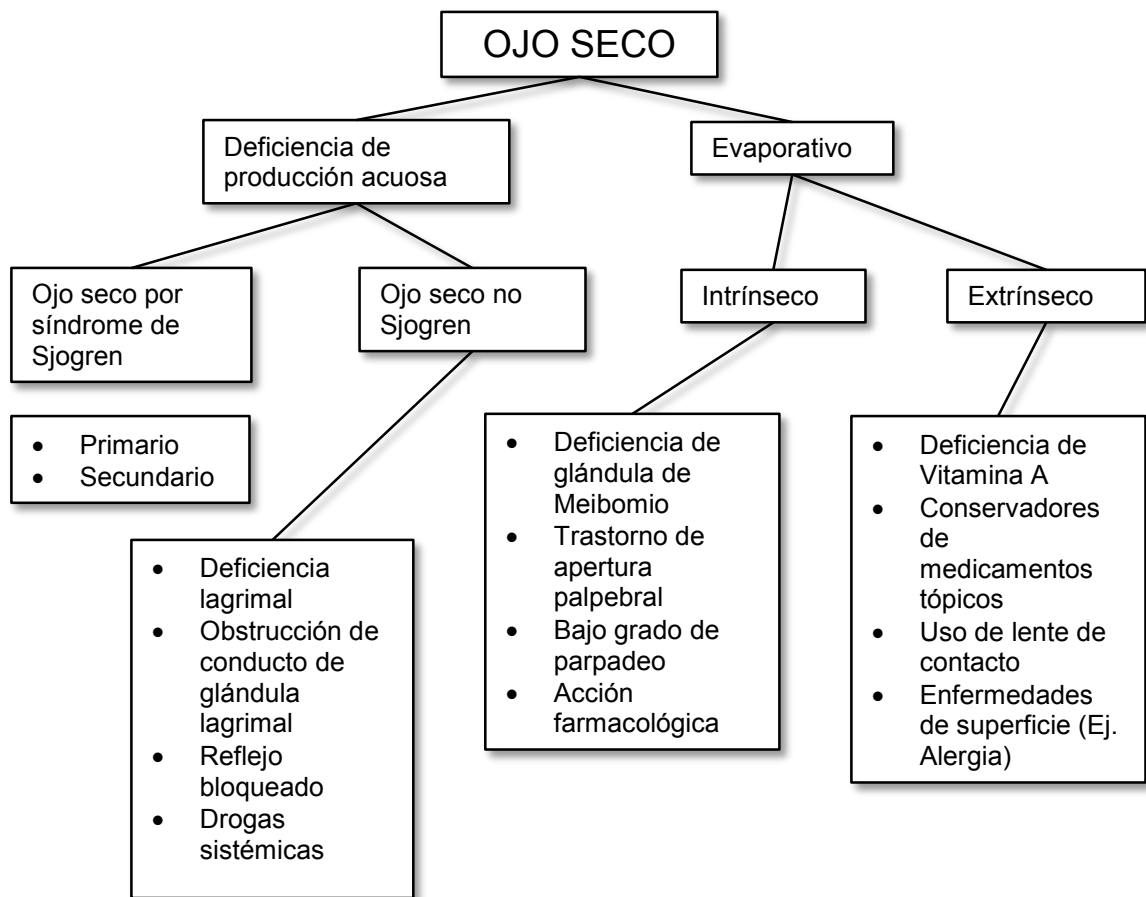 OJO SECO
Deficiencia de
producción acuosa
Evaporativo
Ojo seco por
síndrome de
Sjogren
Ojo seco no
Sjogren
Intrínseco
Extrínseco
• Primario
• Secundario
• Deficiencia
lagrimal
• Obstrucción de
conducto de
glándula
lagrimal
• Reflejo
bloqueado
• Drogas
sistémicas
• Deficiencia de
glándula de
Meibomio
• Trastorno de
apertura
palpebral
• Bajo grado de
parpadeo
• Acción
farmacológica
• Deficiencia de
Vitamina A
• Conservadores
de
medicamentos
tópicos
• Uso de lente de
contacto
• Enfermedades
de superficie (Ej.
Alergia)